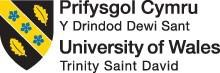 Prifysgol Cymru
Y Drindod Dewi Sant
University of Wales
Trinity Saint David